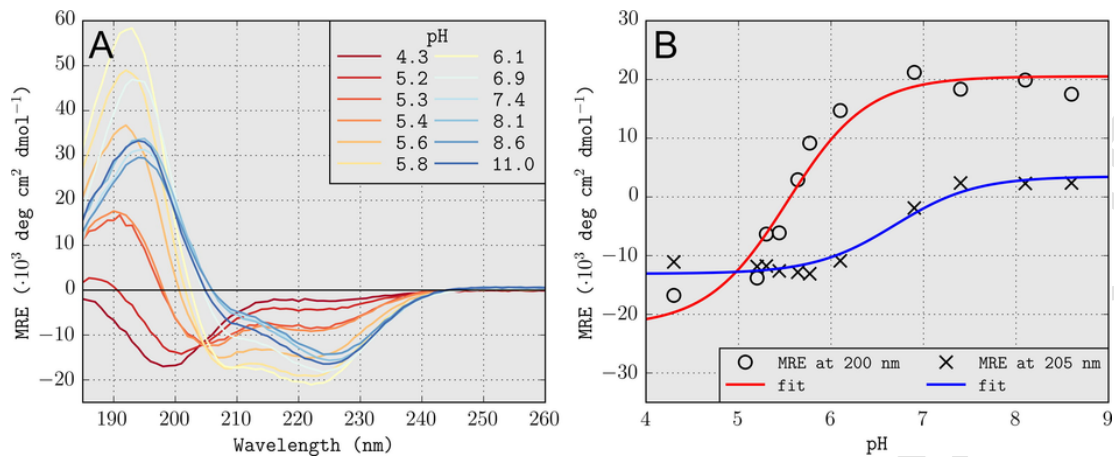 A
MRE (·10³ deg cm² dmol⁻¹)
60
50
40
30
20
10
0
−10
−20
190 200 210 220 230 240 250 260
Wavelength (nm)
pH
4.3 6.1
5.2 6.9
5.3 7.4
5.4 8.1
5.6 8.6
5.8 11.0
B
MRE (·10³ deg cm² dmol⁻¹)
30
20
10
0
−10
−20
−30
4 5 6 7 8 9
pH
MRE at 200 nm MRE at 205 nm
fit fit